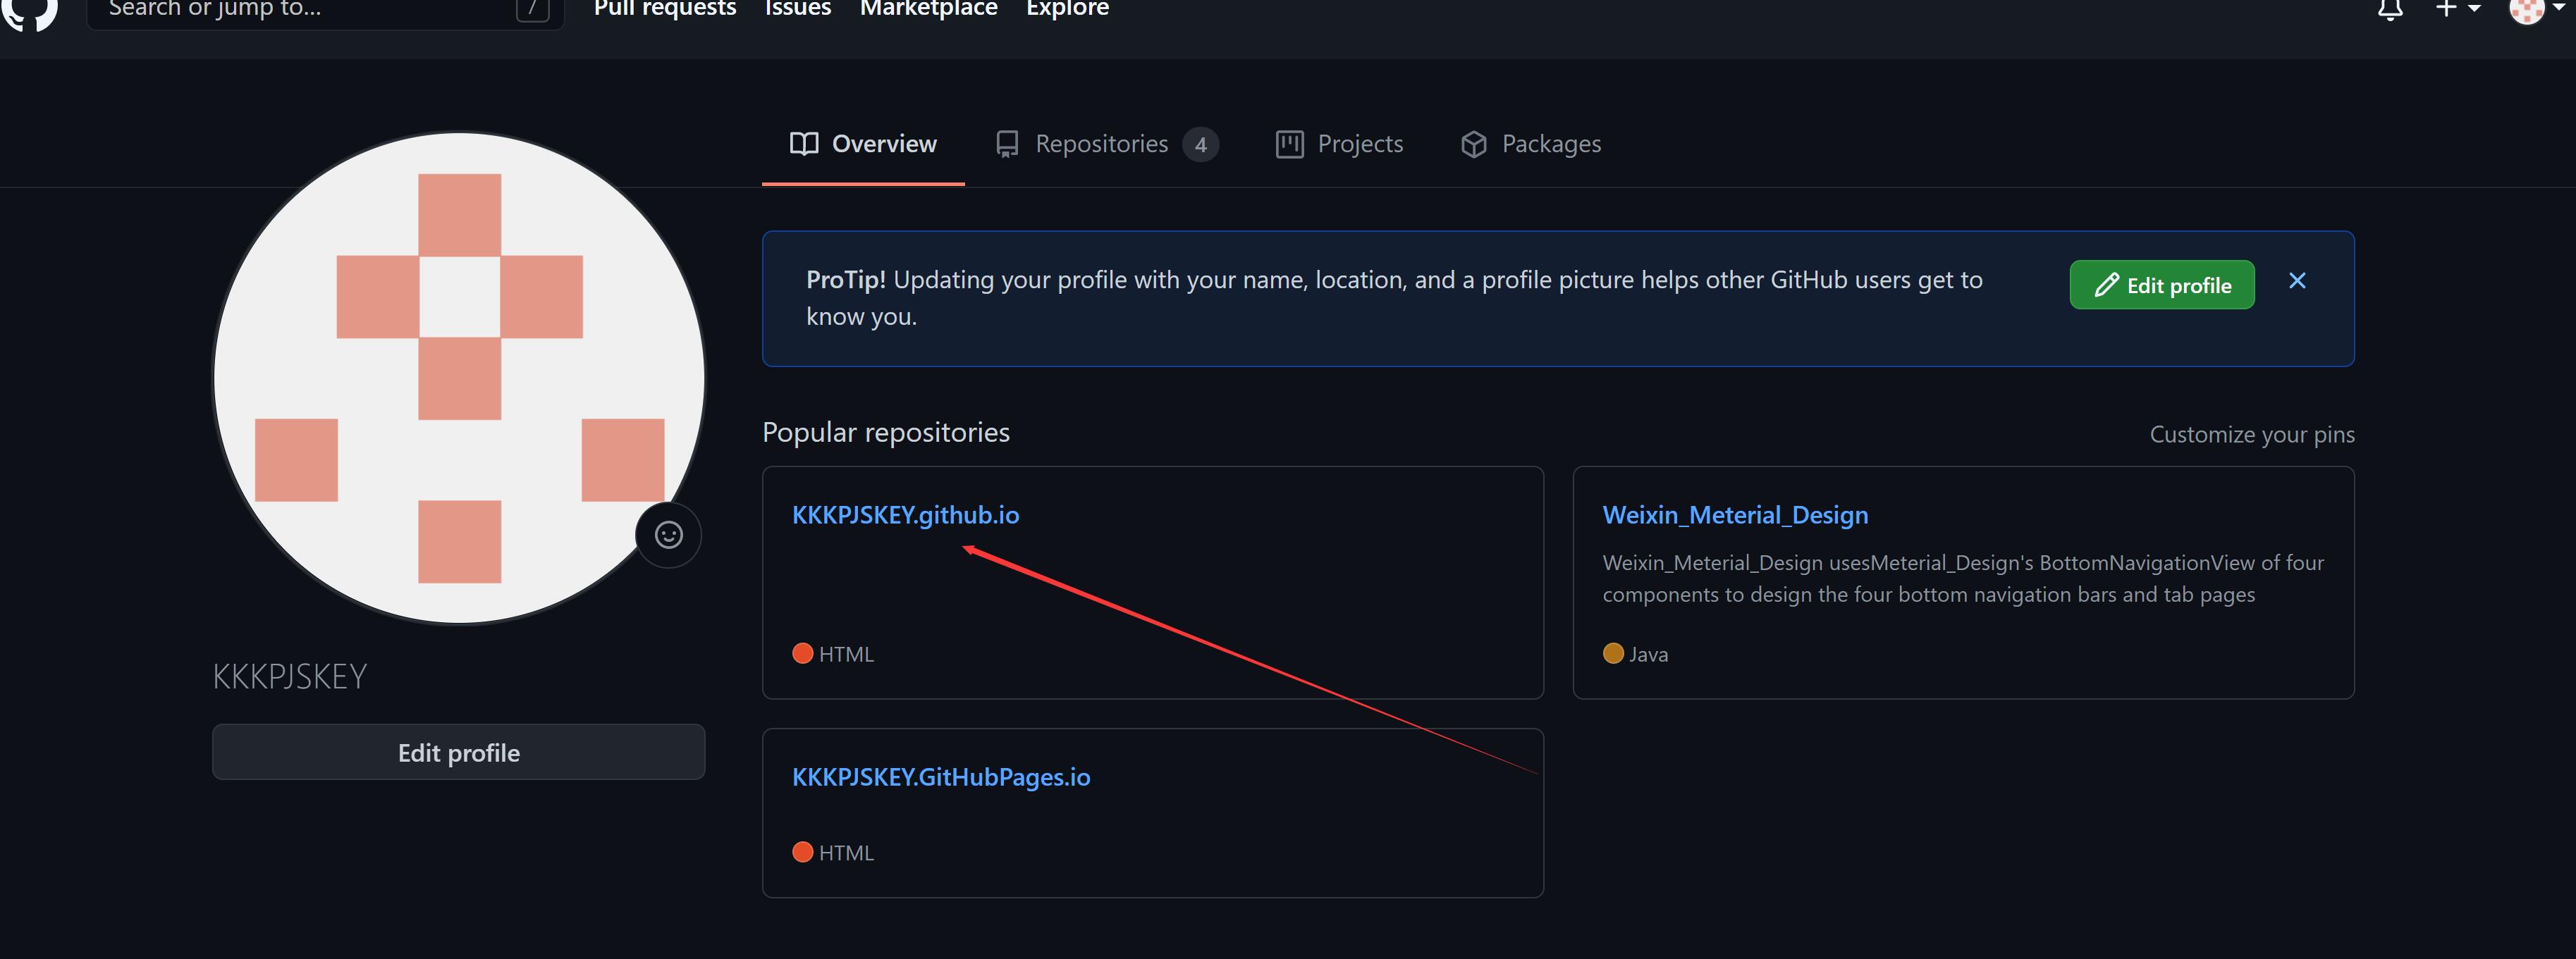 Search or jump to...
/
Pull requests
Issues
Marketplace
Explore
Overview
Repositories 4
Projects
Packages
ProTip! Updating your profile with your name, location, and a profile picture helps other GitHub users get to
know you.
Edit profile
Popular repositories
Customize your pins
KKKPJSKEY.github.io
HTML
Weixin_Meterial_Design
Weixin_Meterial_Design usesMeterial_Design's BottomNavigationView of four
components to design the four bottom navigation bars and tab pages
Java
KKKPJSKEY
Edit profile
KKKPJSKEY.GitHubPages.io
HTML